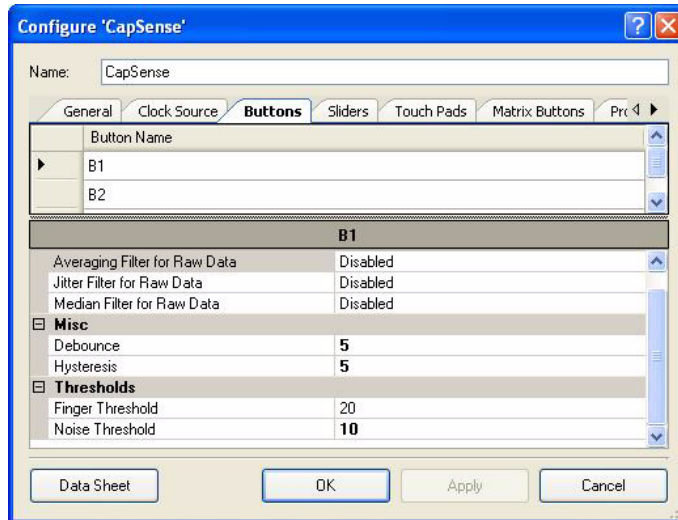 Configure 'CapSense'
Name: CapSense
General Clock Source Buttons Sliders Touch Pads Matrix Buttons
Button Name
B1
B2
B1
Averaging Filter for Raw Data Disabled
Jitter Filter for Raw Data Disabled
Median Filter for Raw Data Disabled
Misc
Debounce 5
Hysteresis 5
Thresholds
Finger Threshold 20
Noise Threshold 10
Data Sheet OK Apply Cancel